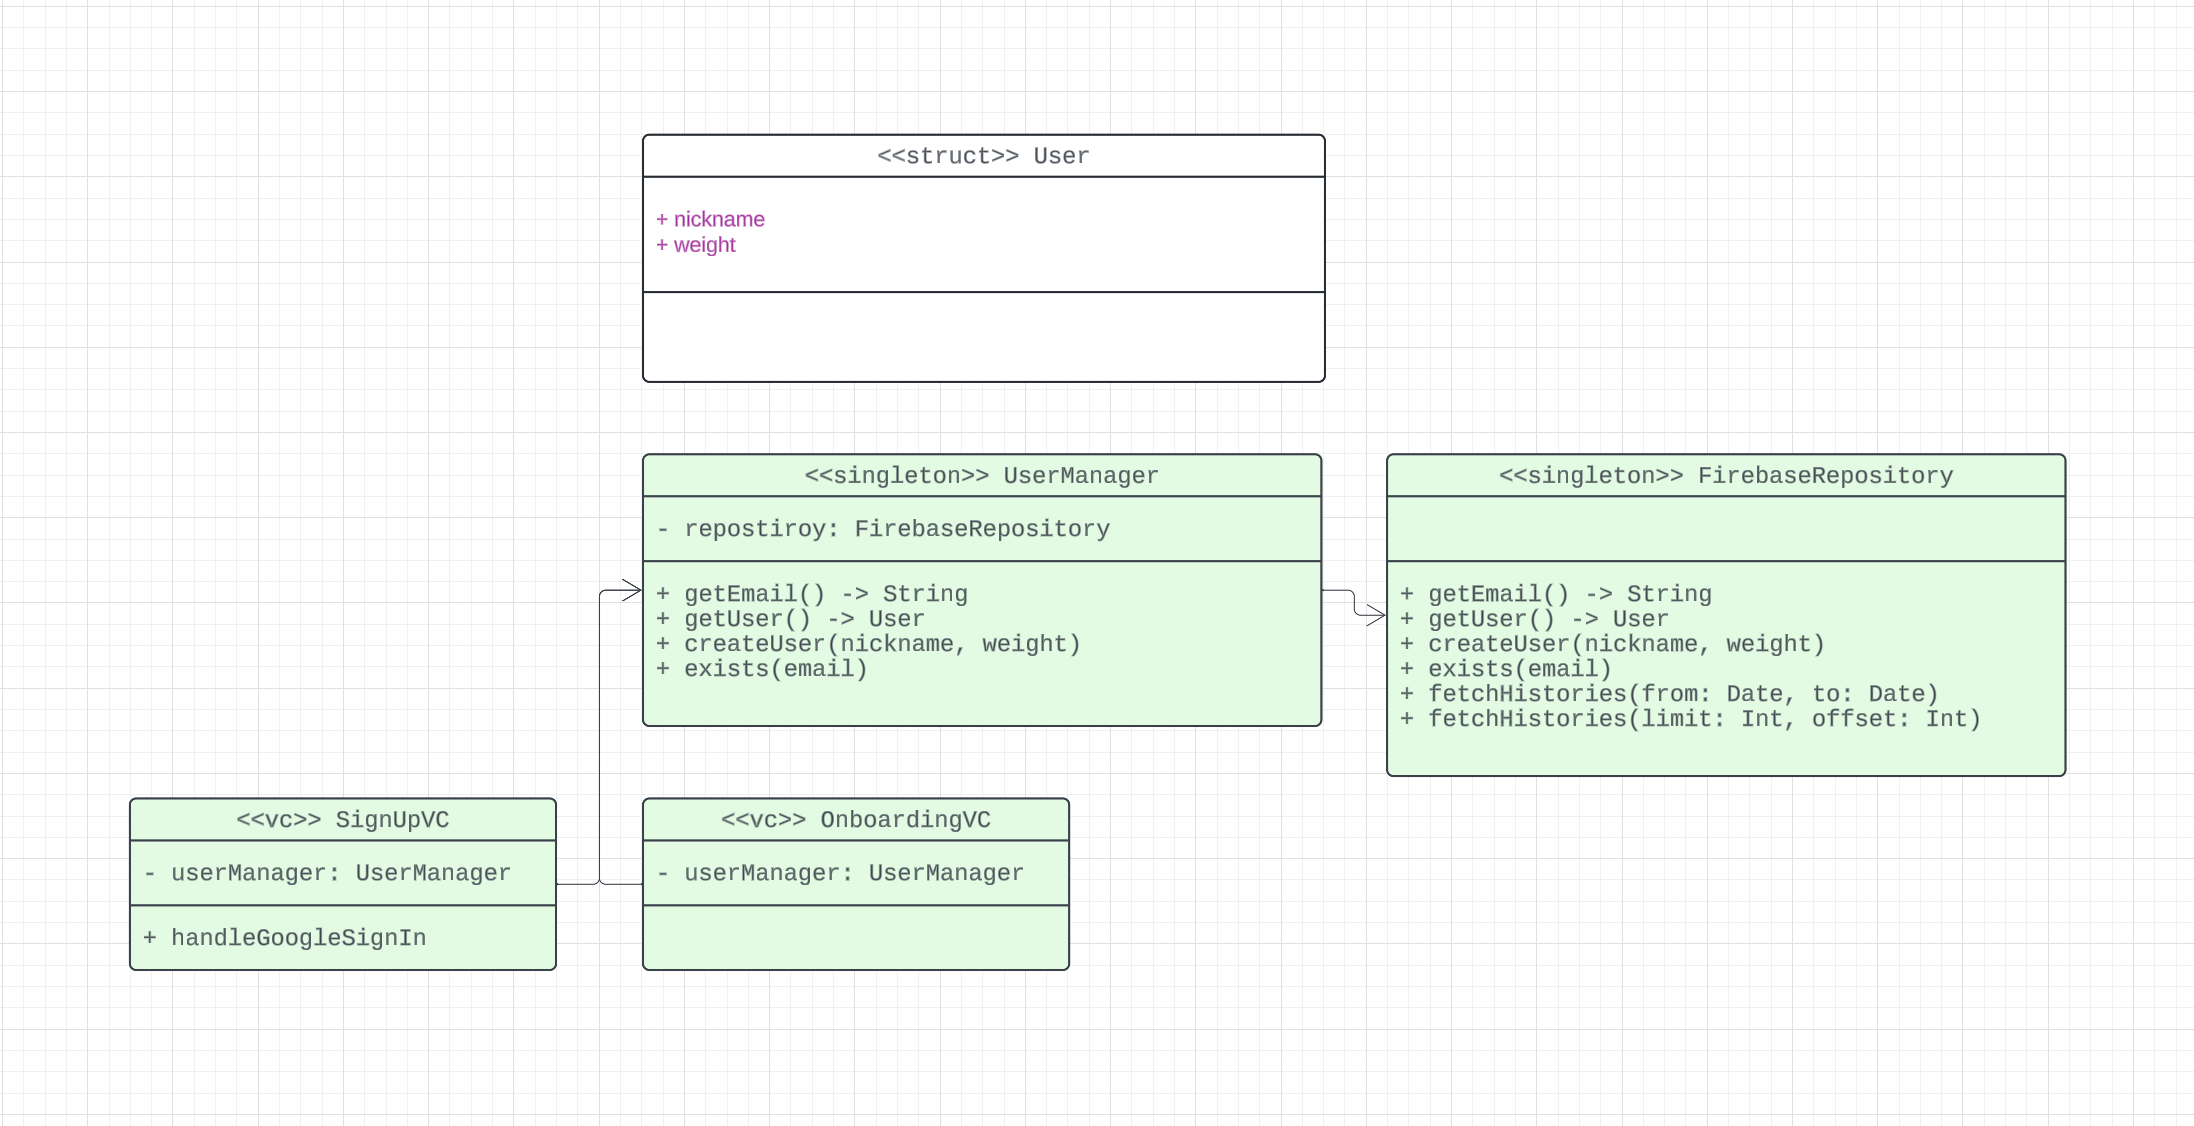 <<struct>> User
+ nickname
+ weight
<<singleton>> UserManager
- repostiroy: FirebaseRepository
+ getEmail() -> String
+ getUser() -> User
+ createUser(nickname, weight)
+ exists(email)
<<singleton>> FirebaseRepository
+ getEmail() -> String
+ getUser() -> User
+ createUser(nickname, weight)
+ exists(email)
+ fetchHistories(from: Date, to: Date)
+ fetchHistories(limit: Int, offset: Int)
<<vc>> SignUpVC
- userManager: UserManager
+ handleGoogleSignIn
<<vc>> OnboardingVC
- userManager: UserManager